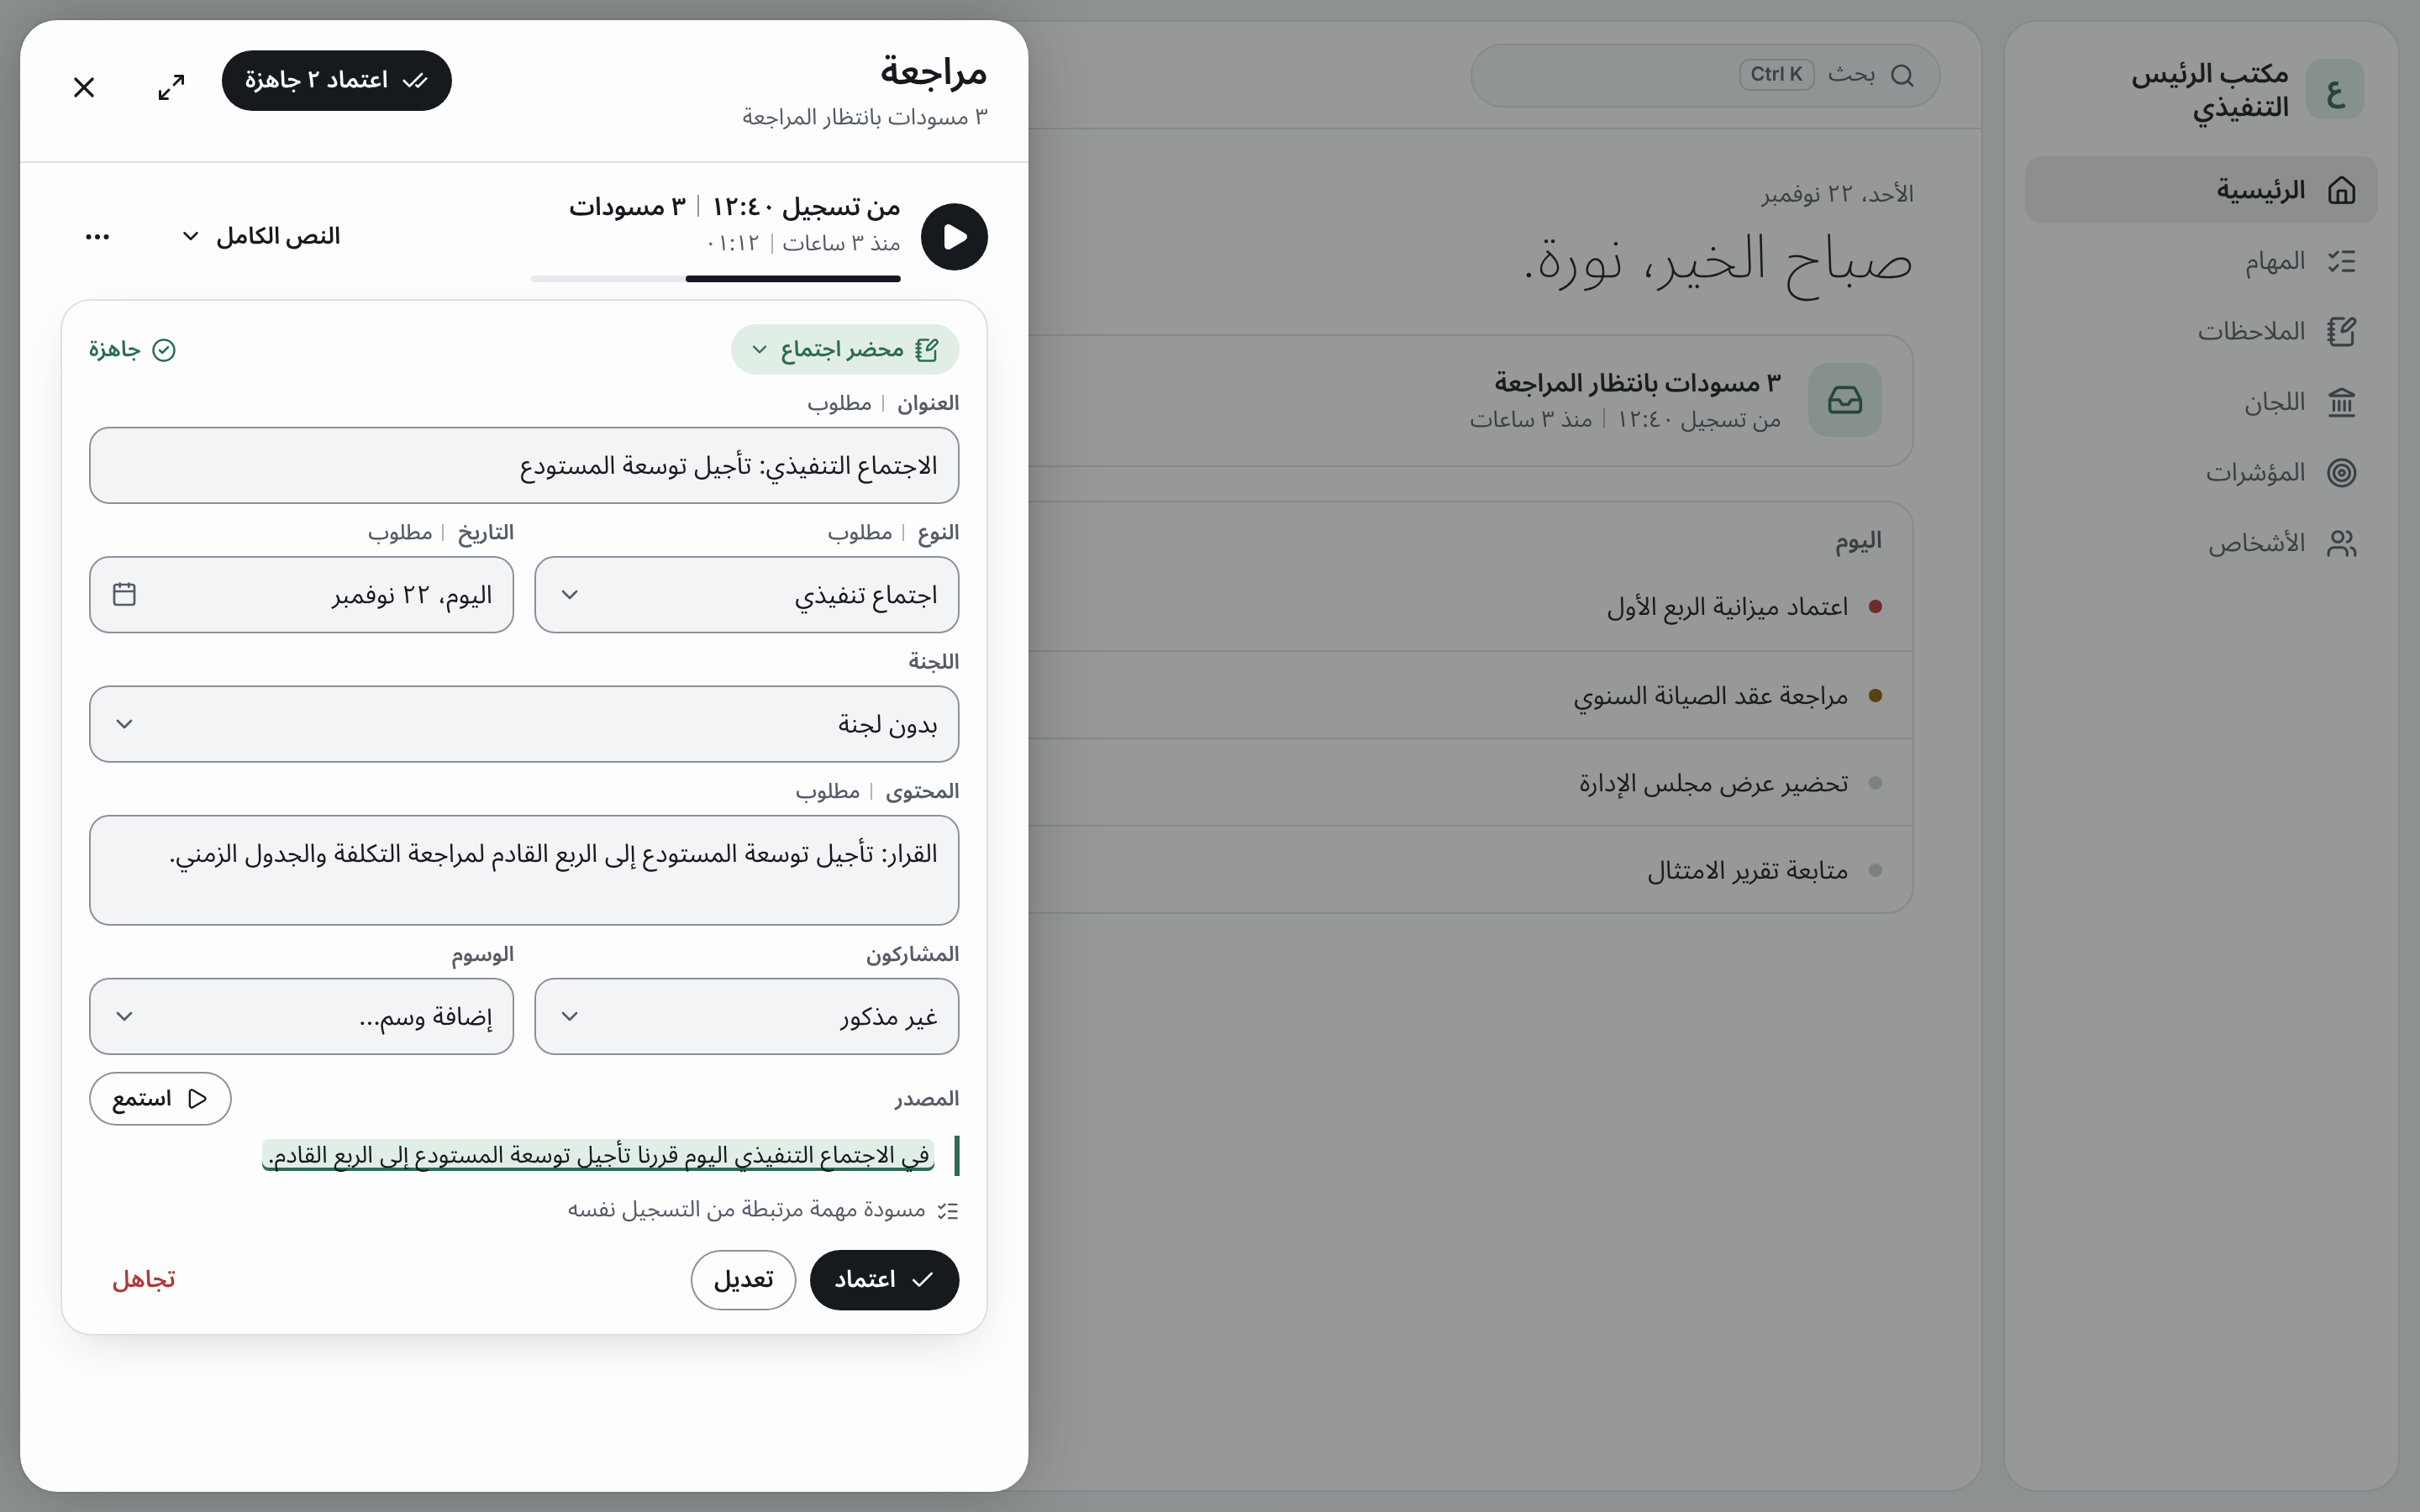 مكتب الرئيس
التنفيذي
ع
الرئيسية
المهام
الملاحظات
اللجان
المؤشرات
الأشخاص
بحث Ctrl K
الأحد، ٢٢ نوفمبر
صباح الخير، نورة.
٣ مسودات بانتظار المراجعة
من تسجيل ١٢:٤٠ | منذ ٣ ساعات
اليوم
اعتماد ميزانية الربع الأول
مراجعة عقد الصيانة السنوي
تحضير عرض مجلس الإدارة
متابعة تقرير الامتثال
مراجعة
٣ مسودات بانتظار المراجعة
اعتماد ٢ جاهزة
من تسجيل ١٢:٤٠ | ٣ مسودات
منذ ٣ ساعات | ٠١:١٢
النص الكامل
محضر اجتماع
جاهزة
العنوان | مطلوب
الاجتماع التنفيذي: تأجيل توسعة المستودع
النوع | مطلوب
التاريخ | مطلوب
اجتماع تنفيذي
اليوم، ٢٢ نوفمبر
اللجنة
بدون لجنة
المحتوى | مطلوب
القرار: تأجيل توسعة المستودع إلى الربع القادم لمراجعة التكلفة والجدول الزمني.
المشاركون
الوسوم
غير مذكور
إضافة وسم...
المصدر
استمع
في الاجتماع التنفيذي اليوم قررنا تأجيل توسعة المستودع إلى الربع القادم.
مسودة مهمة مرتبطة من التسجيل نفسه
اعتماد
تعديل
تجاهل